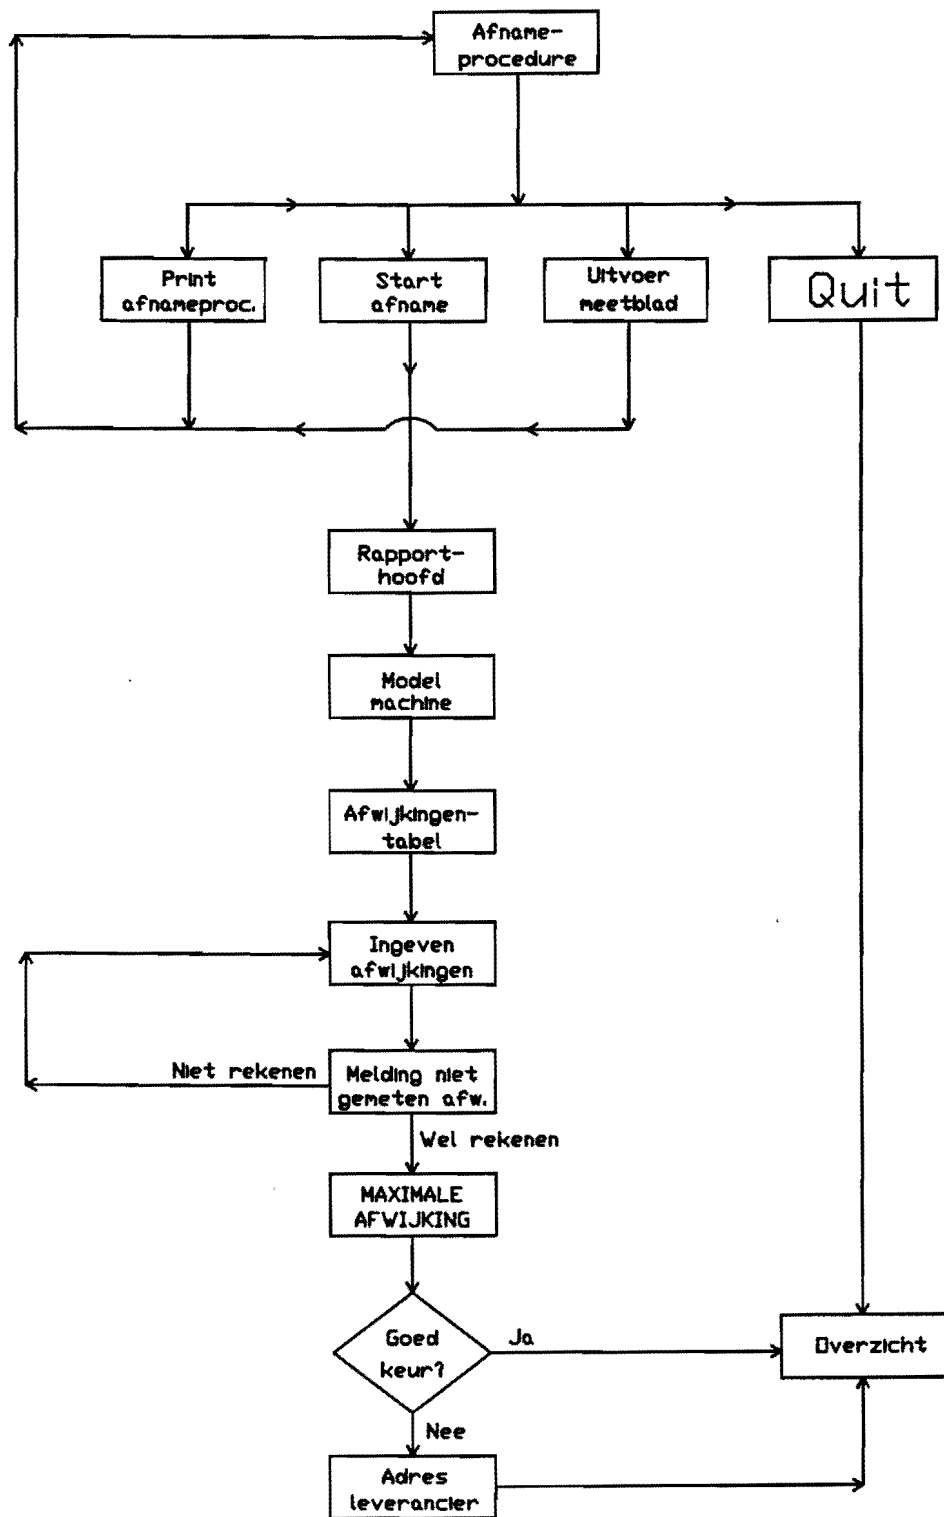 Afname-
procedure
Print
afnameproc.
Start
afname
Uitvoer
meetblad
Quit
Rapport-
hoofd
Model
machine
Afwijkingen-
tabel
Ingeven
afwijkingen
Niet rekenen
Melding niet
gemeten afw.
Wel rekenen
MAXIMALE
AFWIJKING
Goed
keur?
Ja
Overzicht
Nee
Adres
leverancier